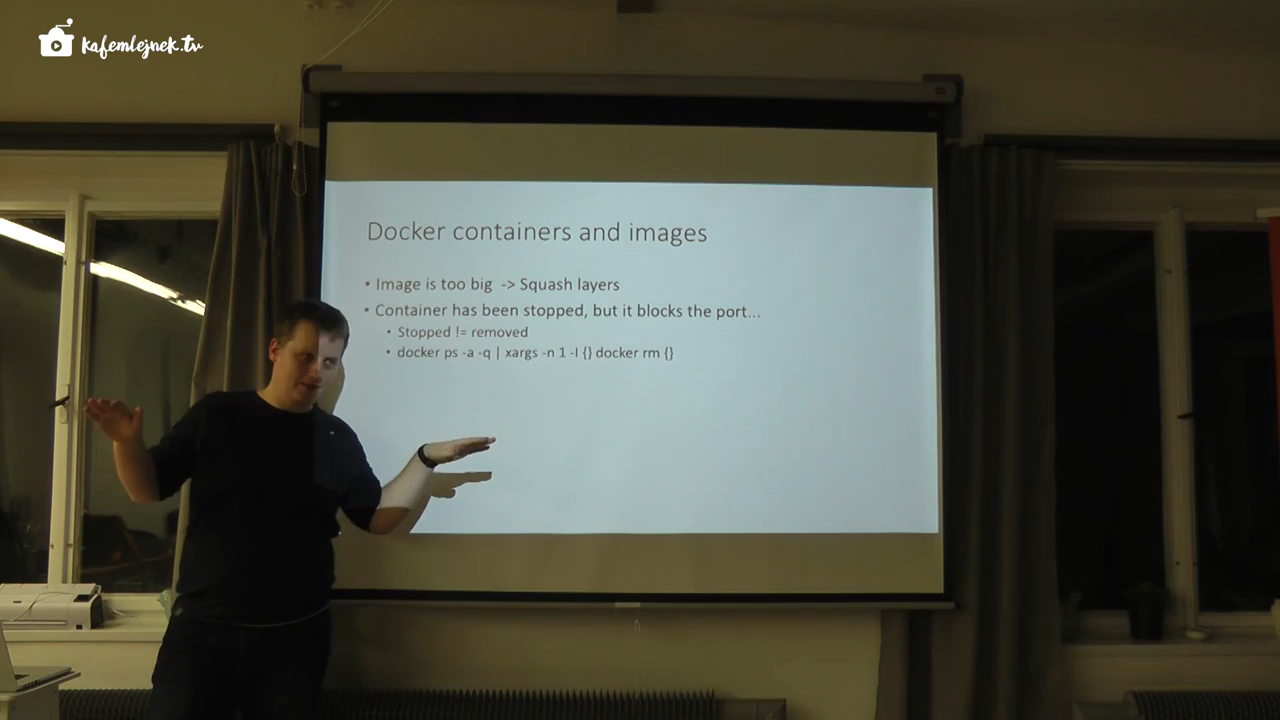 kafemlejnek.tv
Docker containers and images
• Image is too big -> Squash layers
• Container has been stopped, but it blocks the port...
• Stopped != removed
• docker ps -a -q | xargs -n 1 -I {} docker rm {}